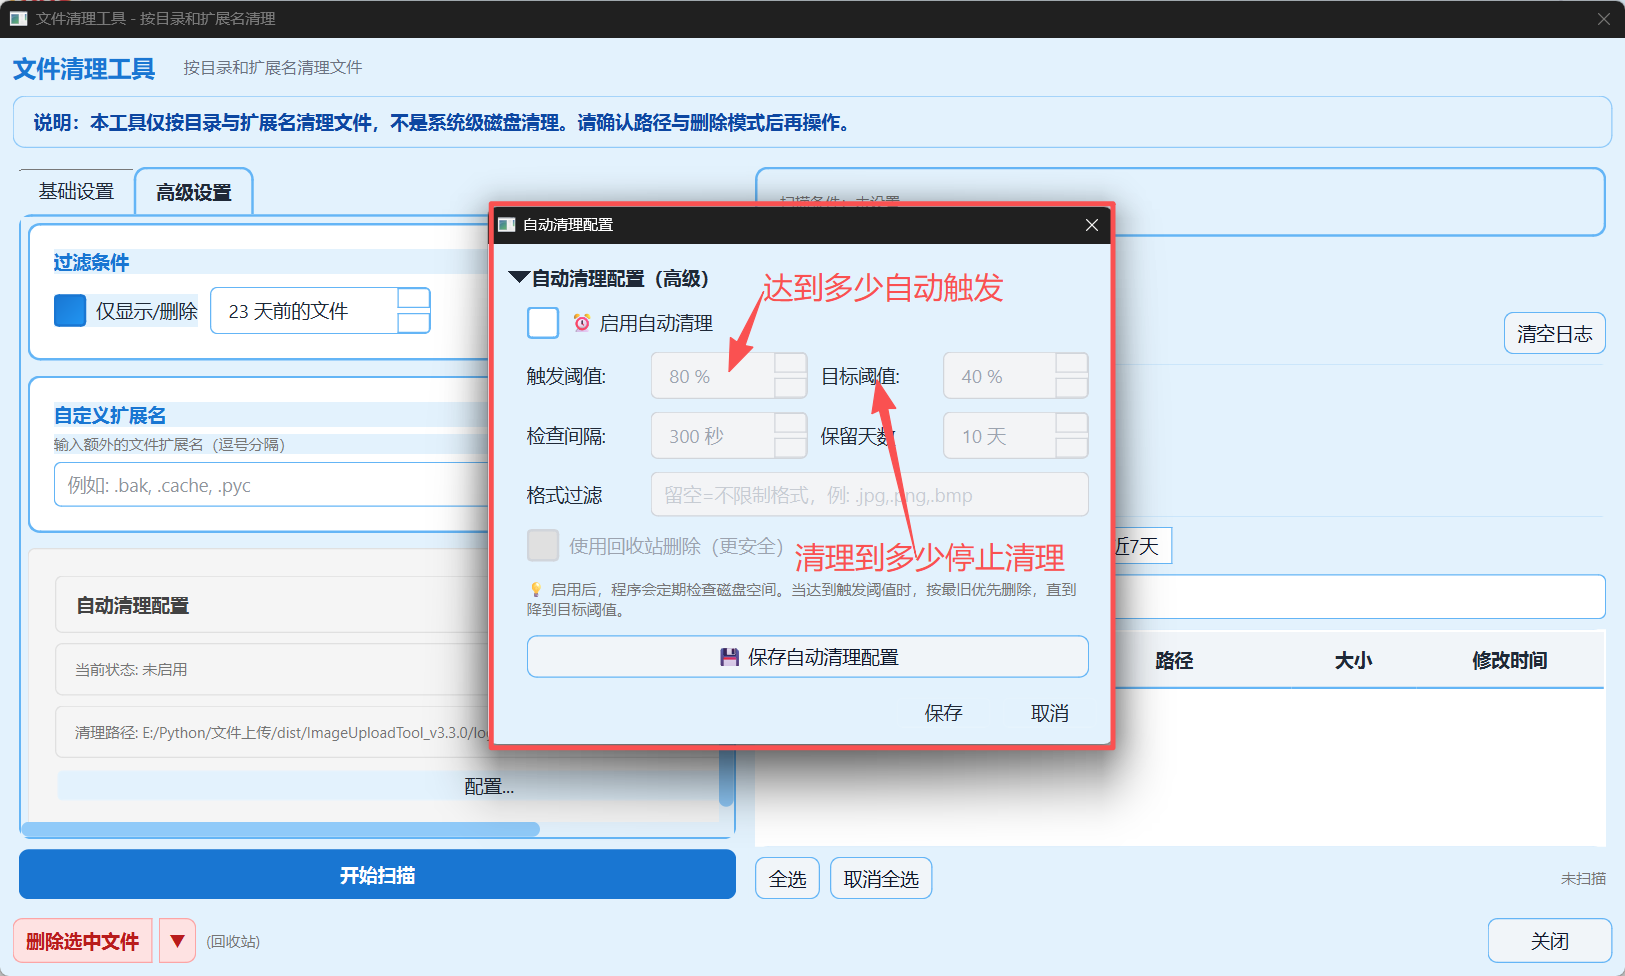 文件清理工具 - 按目录和扩展名清理
文件清理工具 按目录和扩展名清理文件
说明：本工具仅按目录与扩展名清理文件，不是系统级磁盘清理。请确认路径与删除模式后再操作。
基础设置 高级设置
扫描条件：未设置
过滤条件
仅显示/删除 23 天前的文件
清空日志
自定义扩展名
输入额外的文件扩展名（逗号分隔）
例如: .bak, .cache, .pyc
自动清理配置
当前状态: 未启用
清理路径: E:/Python/文件上传/dist/ImageUploadTool_v3.3.0/log
配置...
开始扫描
删除选中文件 ▼ (回收站)
自动清理配置
自动清理配置（高级）
达到多少自动触发
⏰ 启用自动清理
触发阈值: 80 % 目标阈值: 40 %
检查间隔: 300 秒 保留天数 10 天
格式过滤 留空=不限制格式，例: .jpg,.png,.bmp
使用回收站删除（更安全）
清理到多少停止清理
💡 启用后，程序会定期检查磁盘空间。当达到触发阈值时，按最旧优先删除，直到
降到目标阈值。
💾 保存自动清理配置
保存 取消
近7天
路径 大小 修改时间
全选 取消全选 未扫描
关闭